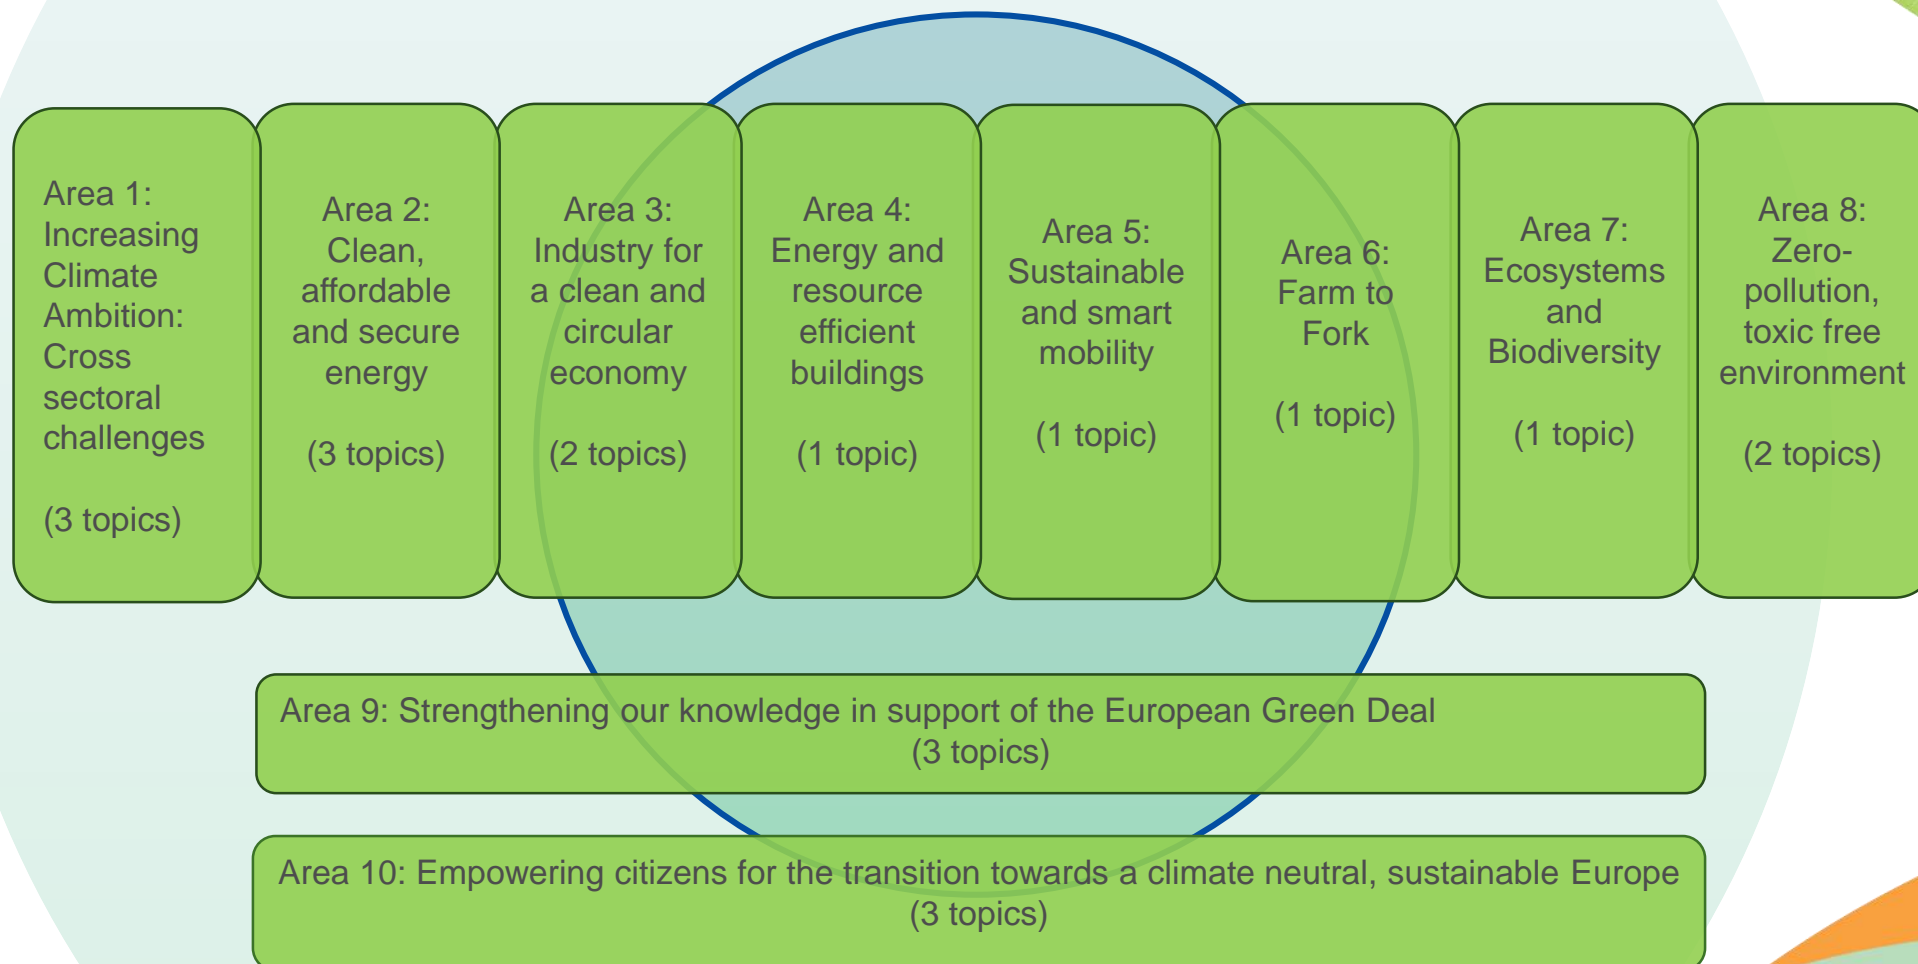 Area 1:
Increasing
Climate
Ambition:
Cross
sectoral
challenges
(3 topics)
Area 2:
Clean,
affordable
and secure
energy
(3 topics)
Area 3:
Industry for
a clean and
circular
economy
(2 topics)
Area 4:
Energy and
resource
efficient
buildings
(1 topic)
Area 5:
Sustainable
and smart
mobility
(1 topic)
Area 6:
Farm to
Fork
(1 topic)
Area 7:
Ecosystems
and
Biodiversity
(1 topic)
Area 8:
Zero-
pollution,
toxic free
environment
(2 topics)
Area 9: Strengthening our knowledge in support of the European Green Deal
(3 topics)
Area 10: Empowering citizens for the transition towards a climate neutral, sustainable Europe
(3 topics)